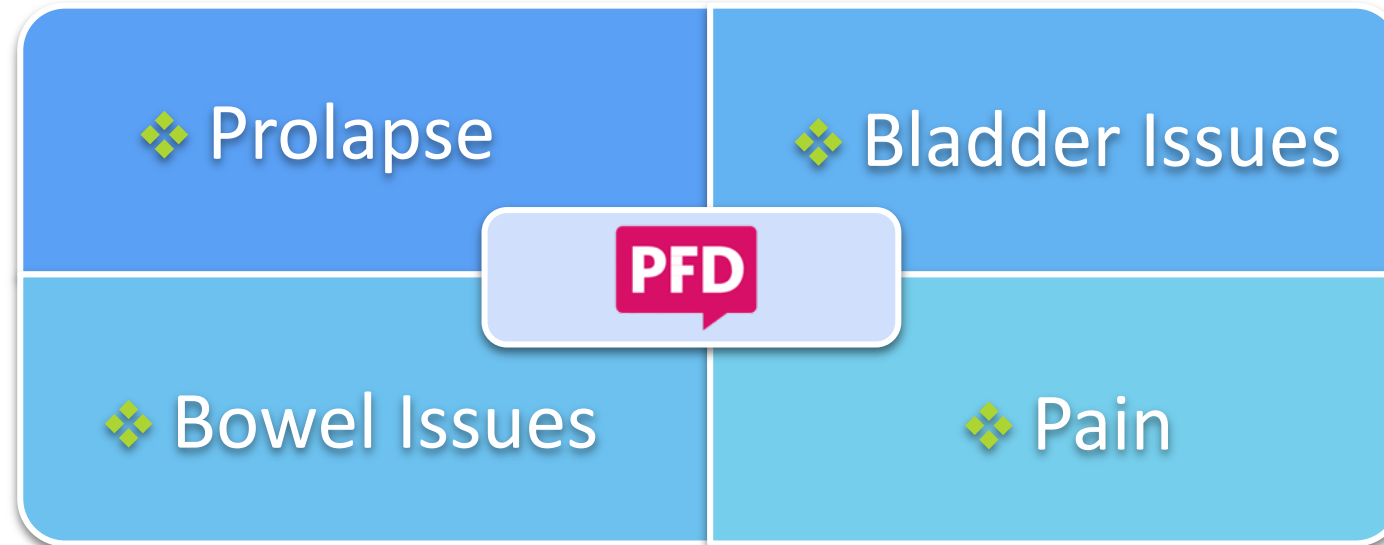 ❖ Prolapse
❖ Bladder Issues
PFD
❖ Bowel Issues
❖ Pain